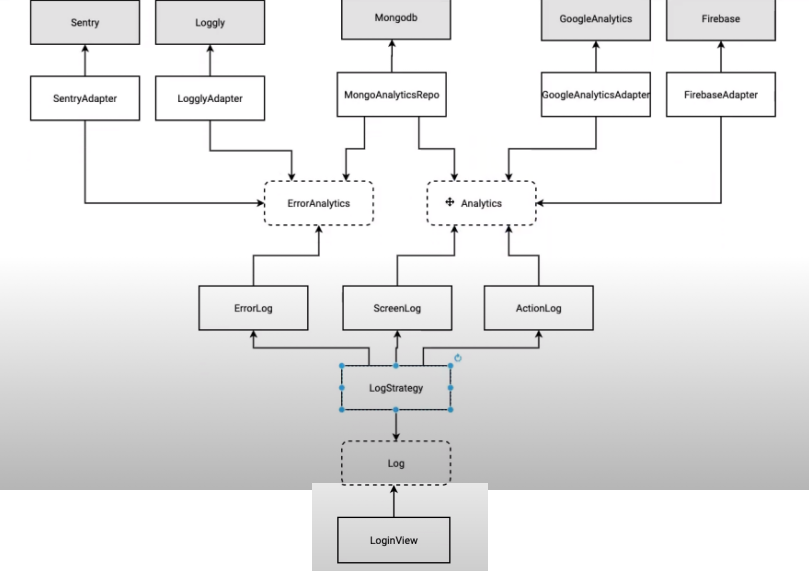 Sentry
Loggly
Mongodb
GoogleAnalytics
Firebase
SentryAdapter
LogglyAdapter
MongoAnalyticsRepo
GoogleAnalyticsAdapter
FirebaseAdapter
ErrorAnalytics
Analytics
ErrorLog
ScreenLog
ActionLog
LogStrategy
Log
LoginView